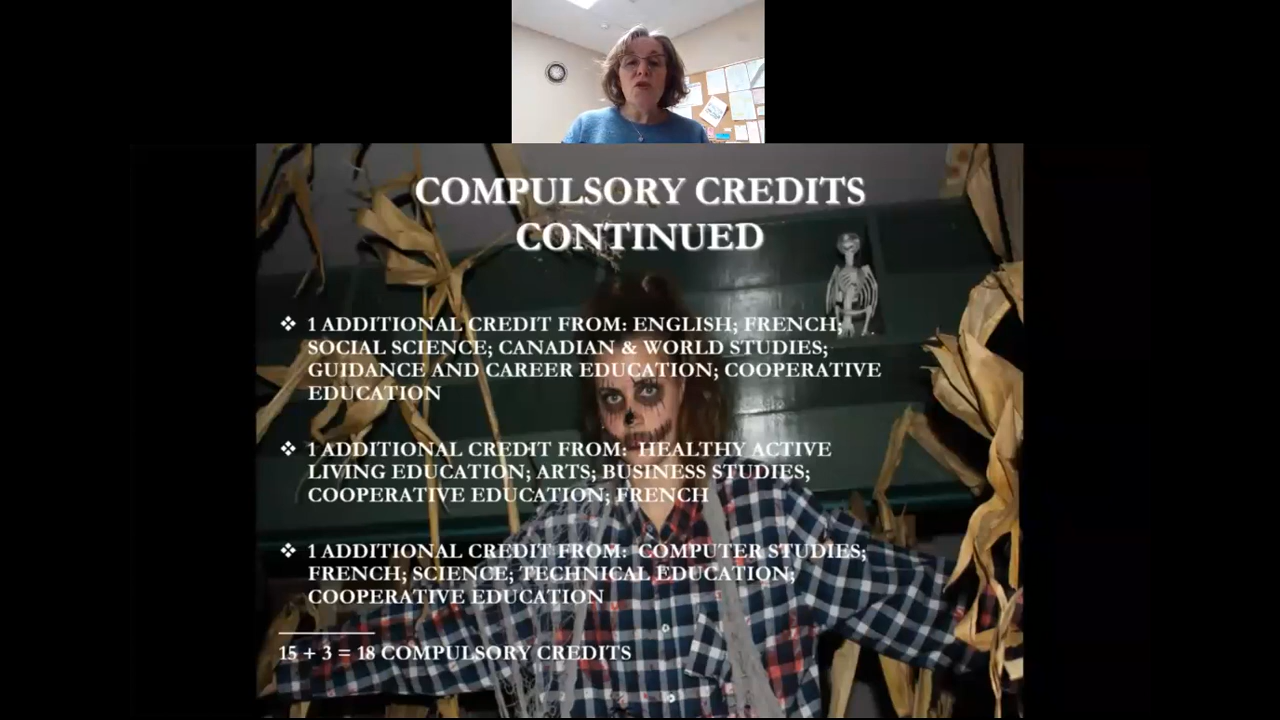 COMPULSORY CREDITS
CONTINUED
❖ 1 ADDITIONAL CREDIT FROM: ENGLISH; FRENCH;
SOCIAL SCIENCE; CANADIAN & WORLD STUDIES;
GUIDANCE AND CAREER EDUCATION; COOPERATIVE
EDUCATION
❖ 1 ADDITIONAL CREDIT FROM: HEALTHY ACTIVE
LIVING EDUCATION; ARTS; BUSINESS STUDIES;
COOPERATIVE EDUCATION; FRENCH
❖ 1 ADDITIONAL CREDIT FROM: COMPUTER STUDIES;
FRENCH; SCIENCE; TECHNICAL EDUCATION;
COOPERATIVE EDUCATION
15 + 3 = 18 COMPULSORY CREDITS